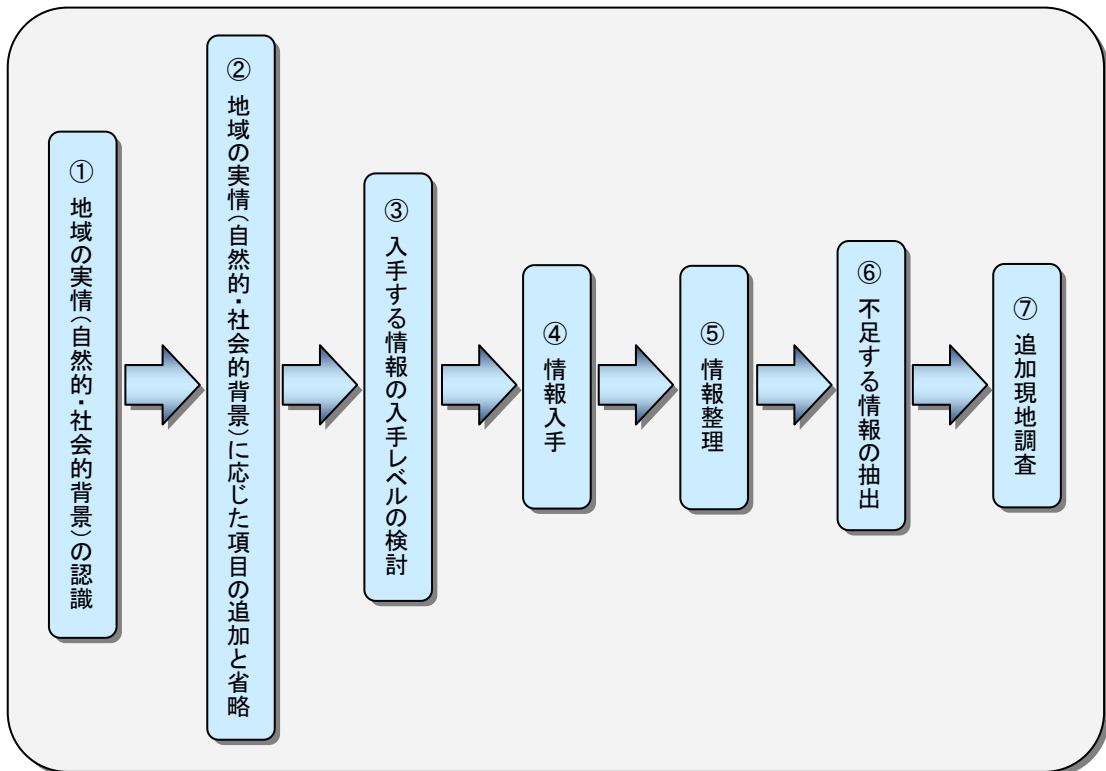 ① 地域の実情(自然的・社会的背景)の認識
② 地域の実情(自然的・社会的背景)に応じた項目の追加と省略
③ 入手する情報の入手レベルの検討
④ 情報入手
⑤ 情報整理
⑥ 不足する情報の抽出
⑦ 追加現地調査